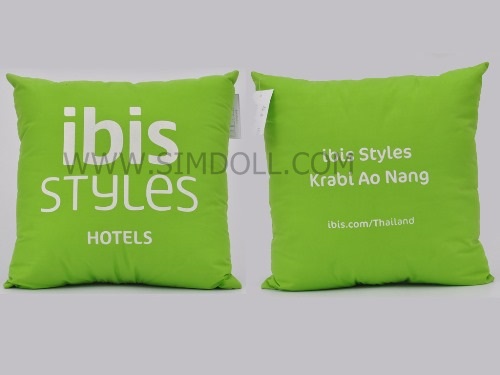 ibis
STYLES
HOTELS
WWW.SIMDOLL.COM
ibis Styles
Krabi Ao Nang
ibis.com/Thailand